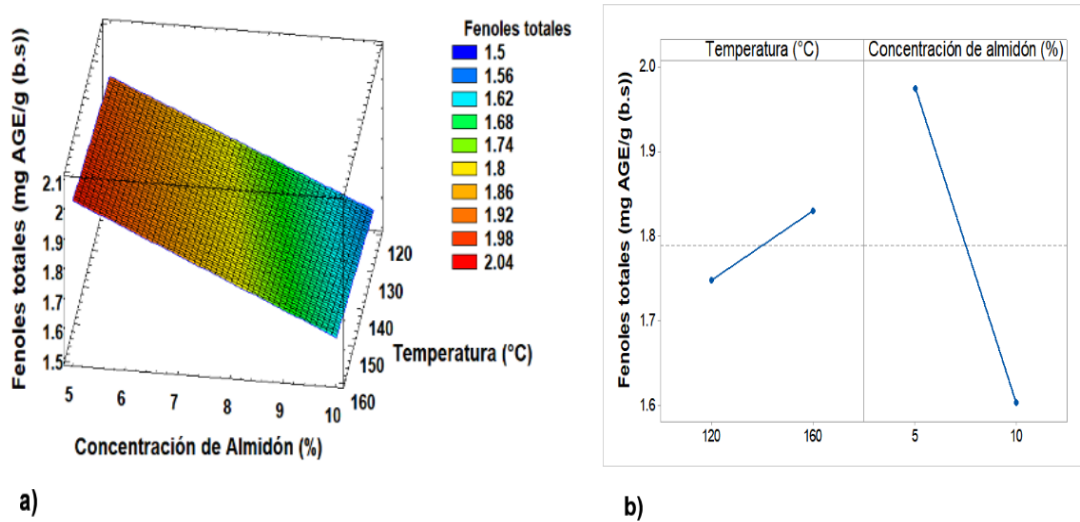 Fenoles totales (mg AGE/g (b.s))
2.1
2
1.9
1.8
1.7
1.6
1.5
5 6 7 8 9 10
Concentración de Almidón (%)
120
130
140
150
160
Temperatura (°C)
Fenoles totales
1.5
1.56
1.62
1.68
1.74
1.8
1.86
1.92
1.98
2.04
a)
Fenoles totales (mg AGE/g (b.s))
Temperatura (°C) Concentración de almidón (%)
2.0
1.9
1.8
1.7
1.6
120 160 5 10
b)